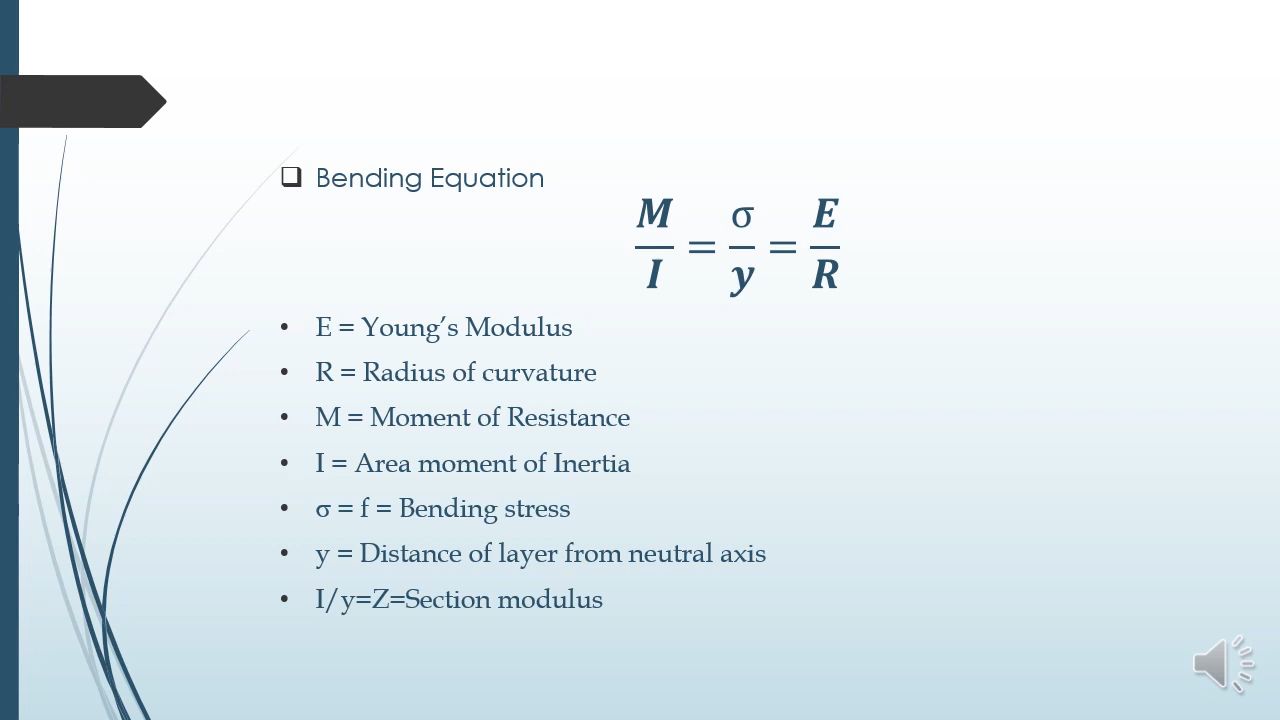 ❑ Bending Equation
M/I = σ/y = E/R
• E = Young’s Modulus
• R = Radius of curvature
• M = Moment of Resistance
• I = Area moment of Inertia
• σ = f = Bending stress
• y = Distance of layer from neutral axis
• I/y=Z=Section modulus